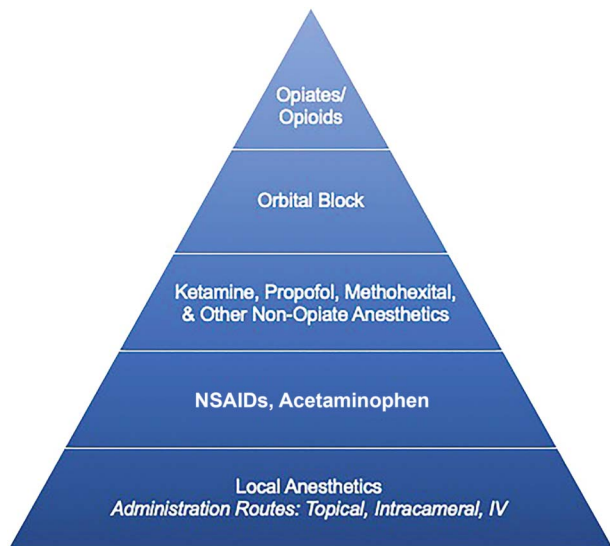 Opiates/
Opioids
Orbital Block
Ketamine, Propofol, Methohexital,
& Other Non-Opiate Anesthetics
NSAIDs, Acetaminophen
Local Anesthetics
Administration Routes: Topical, Intracameral, IV